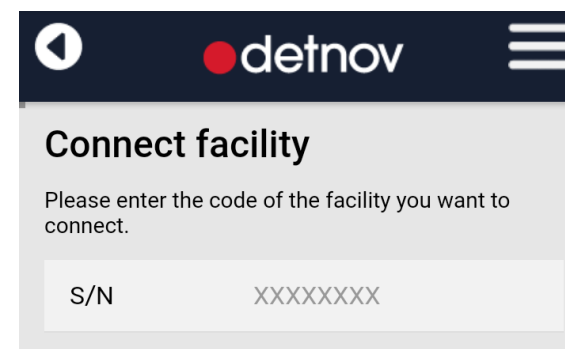 detnov
Connect facility
Please enter the code of the facility you want to
connect.
S/N XXXXXXXX